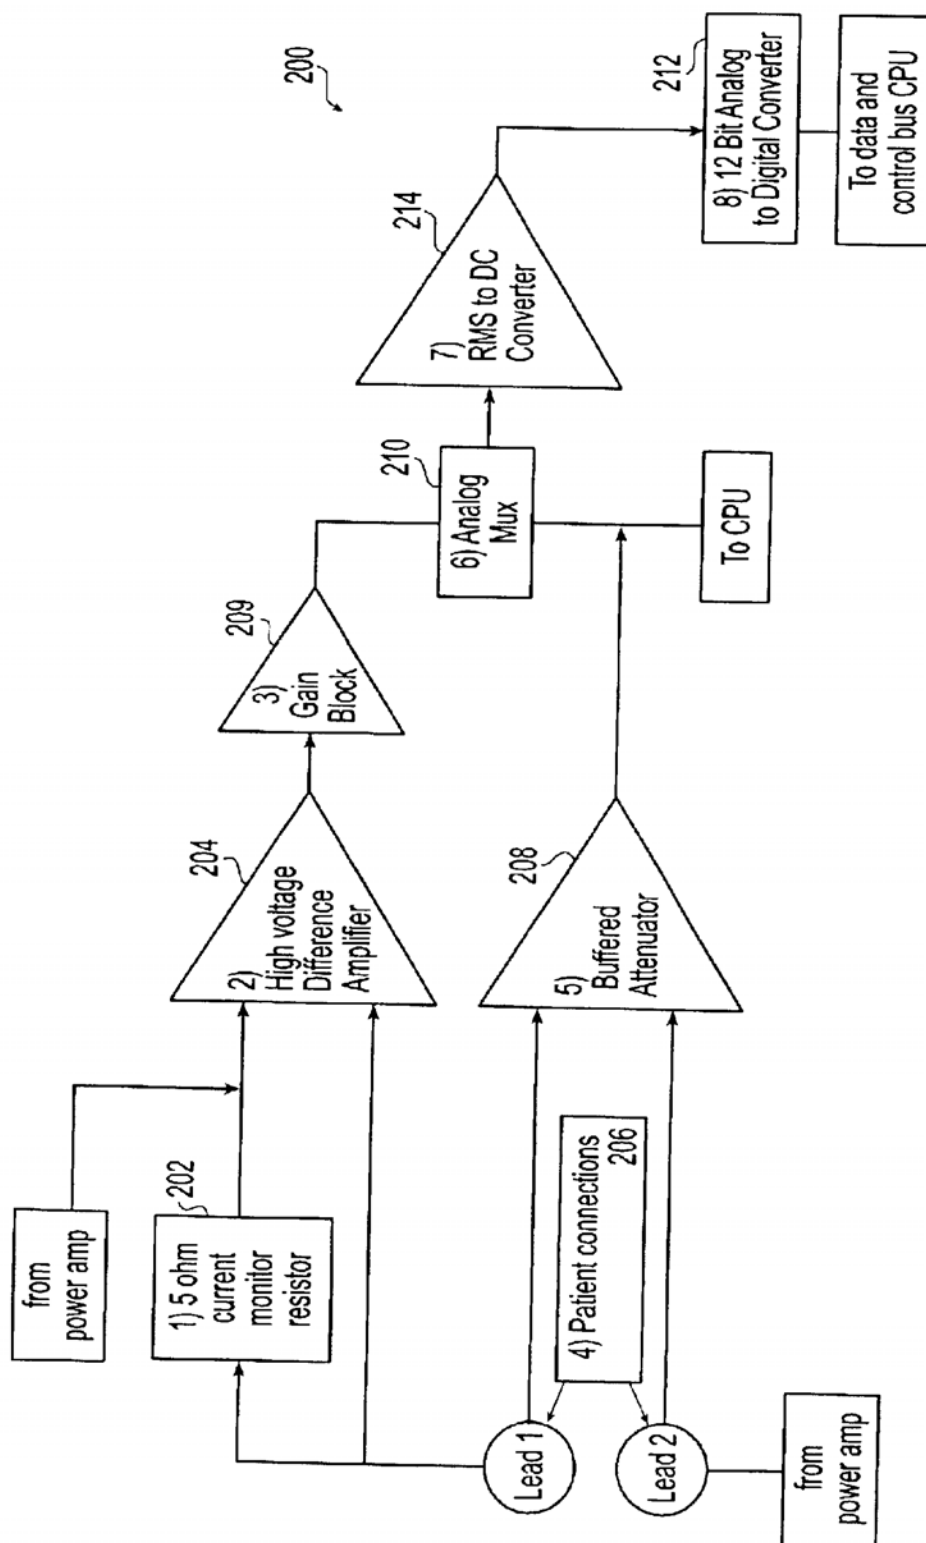 200
from
power amp
1) 5 ohm
current
monitor
resistor
202
2)
High voltage
Difference
Amplifier
204
3)
Gain
Block
209
6) Analog
Mux
210
7)
RMS to DC
Converter
214
8) 12 Bit Analog
to Digital Converter
212
To data and
control bus CPU
Lead 1
Lead 2
4) Patient connections
206
5)
Buffered
Attenuator
208
To CPU
from
power amp